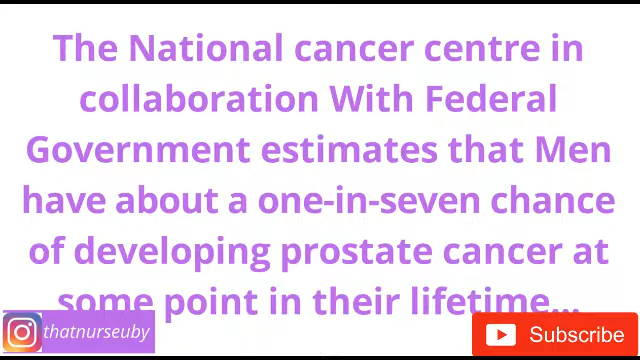 The National cancer centre in
collaboration With Federal
Government estimates that Men
have about a one-in-seven chance
of developing prostate cancer at
some point in their lifetime...
thatnurseuby
Subscribe